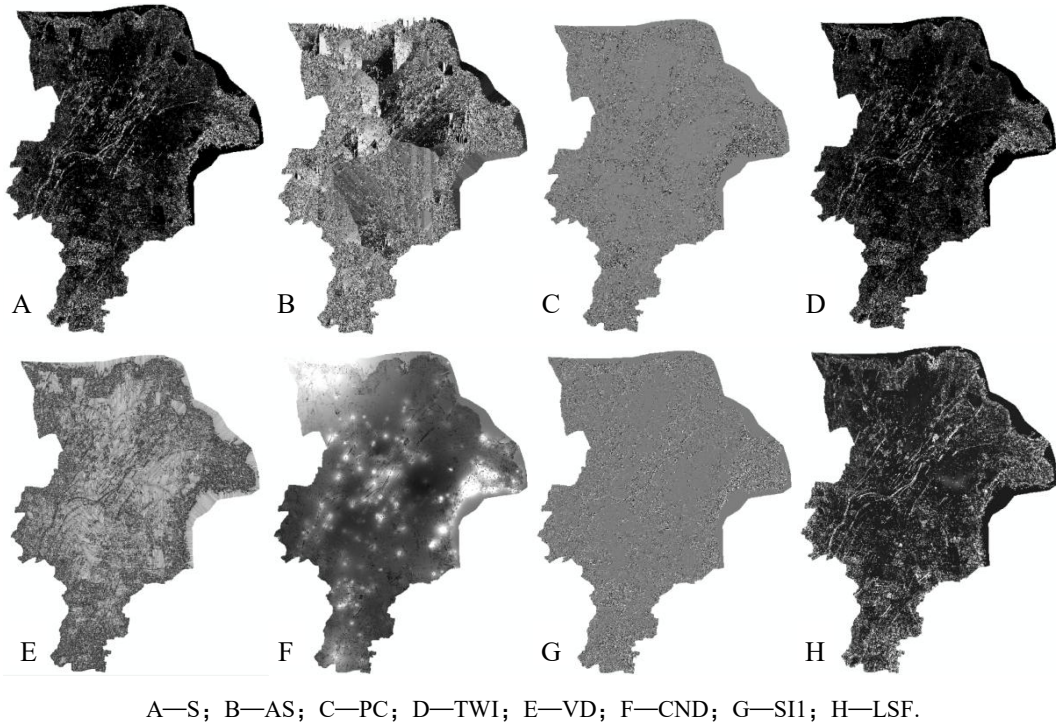 A B C D
E F G H
A—S；B—AS；C—PC；D—TWI；E—VD；F—CND；G—SI1；H—LSF.